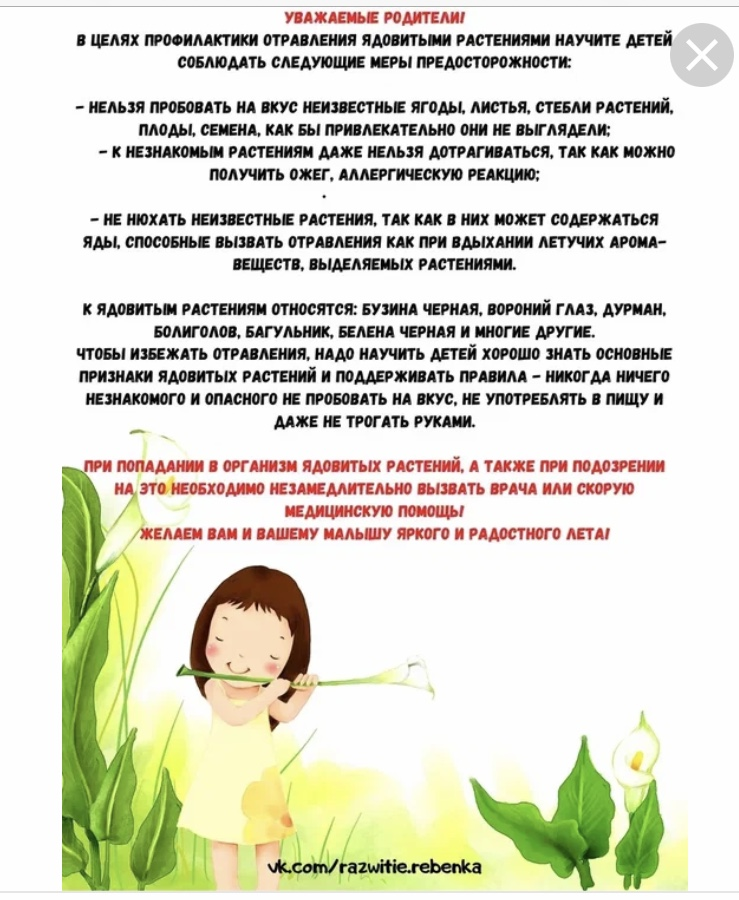 УВАЖАЕМЫЕ РОДИТЕЛИ!
В ЦЕЛЯХ ПРОФИЛАКТИКИ ОТРАВЛЕНИЯ ЯДОВИТЫМИ РАСТЕНИЯМИ НАУЧИТЕ ДЕТЕЙ
СОБЛЮДАТЬ СЛЕДУЮЩИЕ МЕРЫ ПРЕДОСТОРОЖНОСТИ:
– НЕЛЬЗЯ ПРОБОВАТЬ НА ВКУС НЕИЗВЕСТНЫЕ ЯГОДЫ, ЛИСТЬЯ, СТЕБЛИ РАСТЕНИЙ,
ПЛОДЫ, СЕМЕНА, КАК БЫ ПРИВЛЕКАТЕЛЬНО ОНИ НЕ ВЫГЛЯДЕЛИ;
– К НЕЗНАКОМЫМ РАСТЕНИЯМ ДАЖЕ НЕЛЬЗЯ ДОТРАГИВАТЬСЯ, ТАК КАК МОЖНО
ПОЛУЧИТЬ ОЖЕГ, АЛЛЕРГИЧЕСКУЮ РЕАКЦИЮ;
.
– НЕ НЮХАТЬ НЕИЗВЕСТНЫЕ РАСТЕНИЯ, ТАК КАК В НИХ МОЖЕТ СОДЕРЖАТЬСЯ
ЯДЫ, СПОСОБНЫЕ ВЫЗВАТЬ ОТРАВЛЕНИЯ КАК ПРИ ВДЫХАНИИ ЛЕТУЧИХ АРОМА–
ВЕЩЕСТВ, ВЫДЕЛЯЕМЫХ РАСТЕНИЯМИ.
К ЯДОВИТЫМ РАСТЕНИЯМ ОТНОСЯТСЯ: БУЗИНА ЧЕРНАЯ, ВОРОНИЙ ГЛАЗ, ДУРМАН,
БОЛИГОЛОВ, БАГУЛЬНИК, БЕЛЕНА ЧЕРНАЯ И МНОГИЕ ДРУГИЕ.
ЧТОБЫ ИЗБЕЖАТЬ ОТРАВЛЕНИЯ, НАДО НАУЧИТЬ ДЕТЕЙ ХОРОШО ЗНАТЬ ОСНОВНЫЕ
ПРИЗНАКИ ЯДОВИТЫХ РАСТЕНИЙ И ПОДДЕРЖИВАТЬ ПРАВИЛА – НИКОГДА НИЧЕГО
НЕЗНАКОМОГО И ОПАСНОГО НЕ ПРОБОВАТЬ НА ВКУС, НЕ УПОТРЕБЛЯТЬ В ПИЩУ И
ДАЖЕ НЕ ТРОГАТЬ РУКАМИ.
ПРИ ПОПАДАНИИ В ОРГАНИЗМ ЯДОВИТЫХ РАСТЕНИЙ, А ТАКЖЕ ПРИ ПОДОЗРЕНИИ
НА ЭТО НЕОБХОДИМО НЕЗАМЕДЛИТЕЛЬНО ВЫЗВАТЬ ВРАЧА ИЛИ СКОРУЮ
МЕДИЦИНСКУЮ ПОМОЩЬ!
ЖЕЛАЕМ ВАМ И ВАШЕМУ МАЛЫШУ ЯРКОГО И РАДОСТНОГО ЛЕТА!
vk.com/razwitie.rebenka